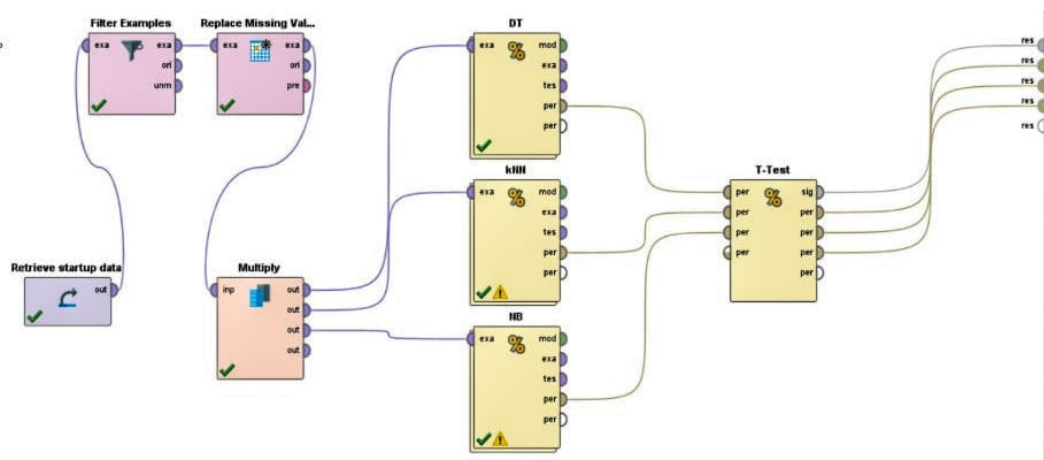 Filter Examples
exa
exa
ori
unm
Replace Missing Val...
exa
exa
ori
pre
DT
exa
mod
exa
tes
per
per
res
res
res
res
res
kNN
exa
mod
exa
tes
per
per
T-Test
per
per
per
per
sig
per
per
per
per
Retrieve startup data
out
Multiply
inp
out
out
out
out
NB
exa
mod
exa
tes
per
per